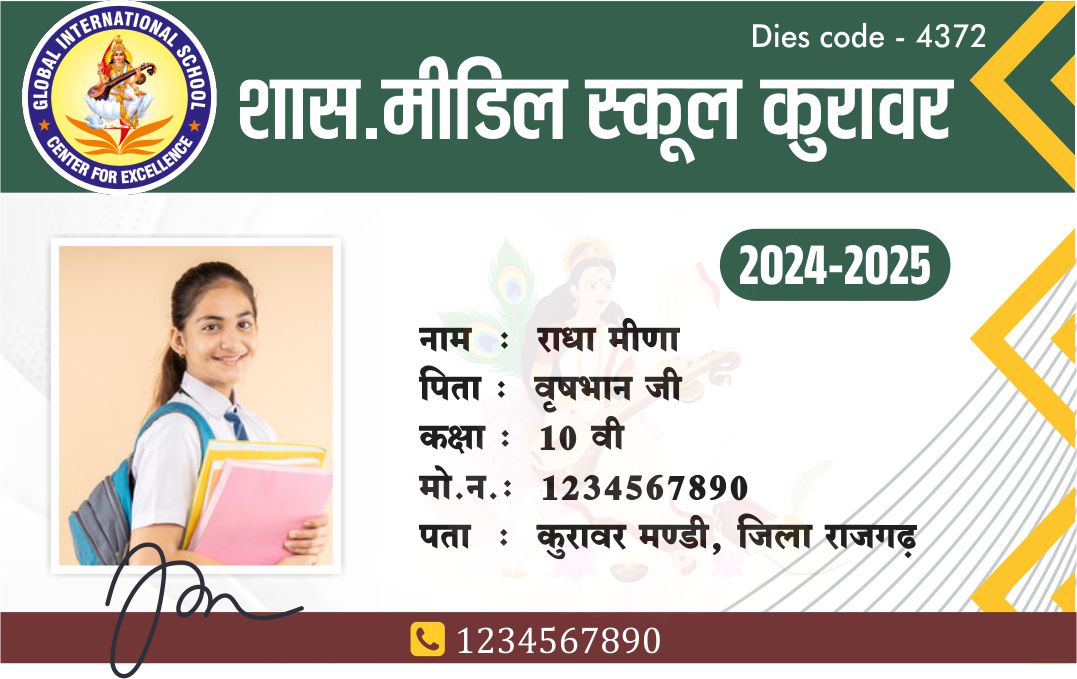 GLOBAL INTERNATIONAL SCHOOL
CENTER FOR EXCELLENCE
Dies code - 4372
शास.मीडिल स्कूल कुरावर
2024-2025
नाम : राधा मीणा
पिता : वृषभान जी
कक्षा : 10 वी
मो.न.: 1234567890
पता : कुरावर मण्डी, जिला राजगढ़
1234567890